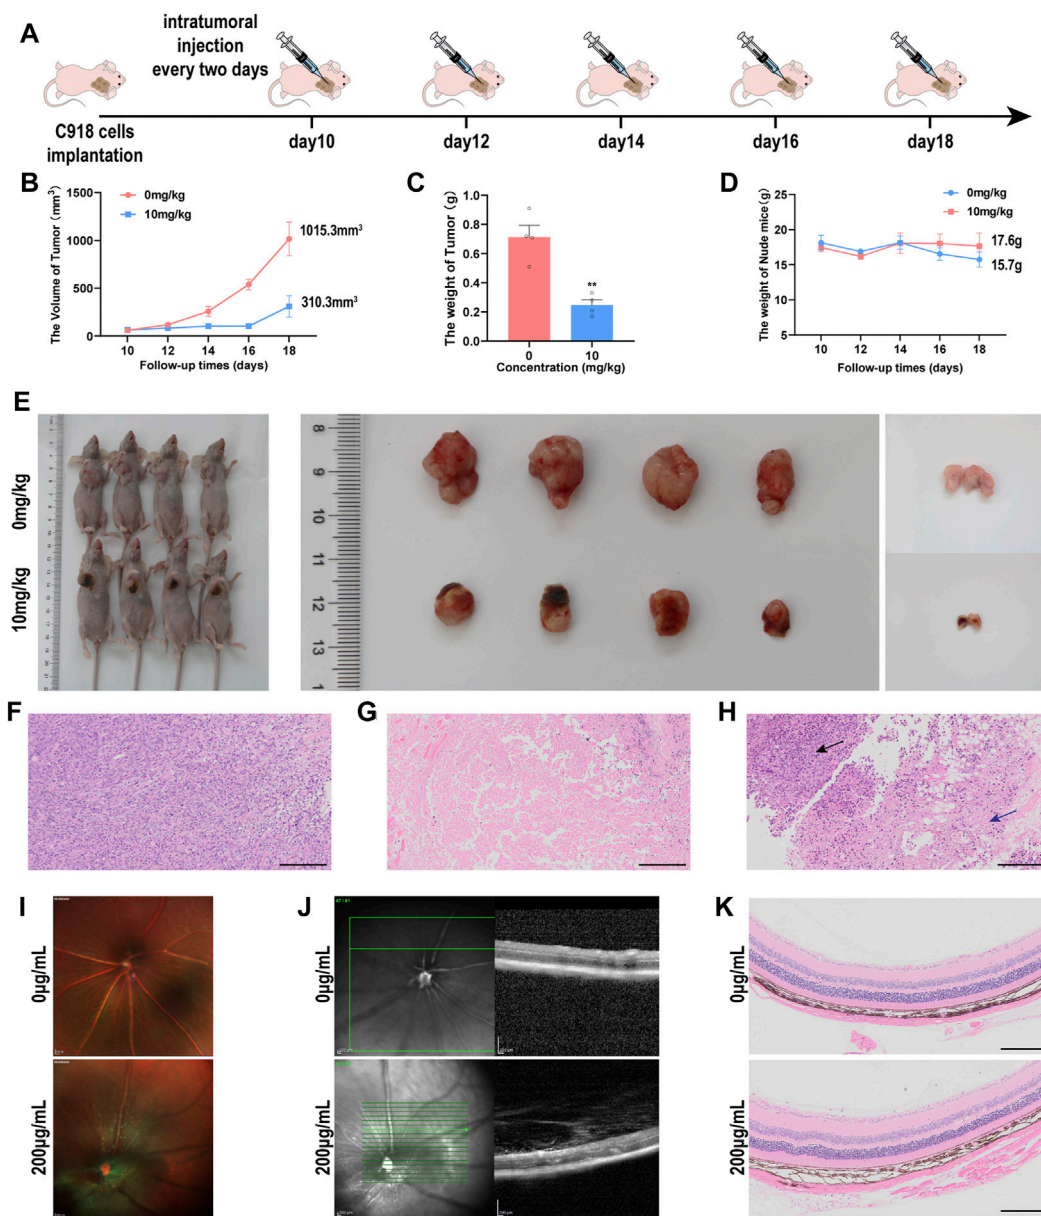 A
intratumoral
injection
every two days
C918 cells
implantation
day10
day12
day14
day16
day18
B
The Volume of Tumor (mm³)
1500
1000
500
0
0mg/kg
10mg/kg
1015.3mm³
310.3mm³
10 12 14 16 18
Follow-up times (days)
C
The weight of Tumor (g)
1.0
0.8
0.6
0.4
0.2
0.0
**
0 10
Concentration (mg/kg)
D
The weight of Nude mice(g)
25
20
15
10
5
0mg/kg
10mg/kg
17.6g
15.7g
10 12 14 16 18
Follow-up times (days)
E
0mg/kg
10mg/kg
8
9
10
11
12
13
F
G
H
I
0μg/mL
200μg/mL
J
0μg/mL
200μg/mL
47 / 61
K
0μg/mL
200μg/mL